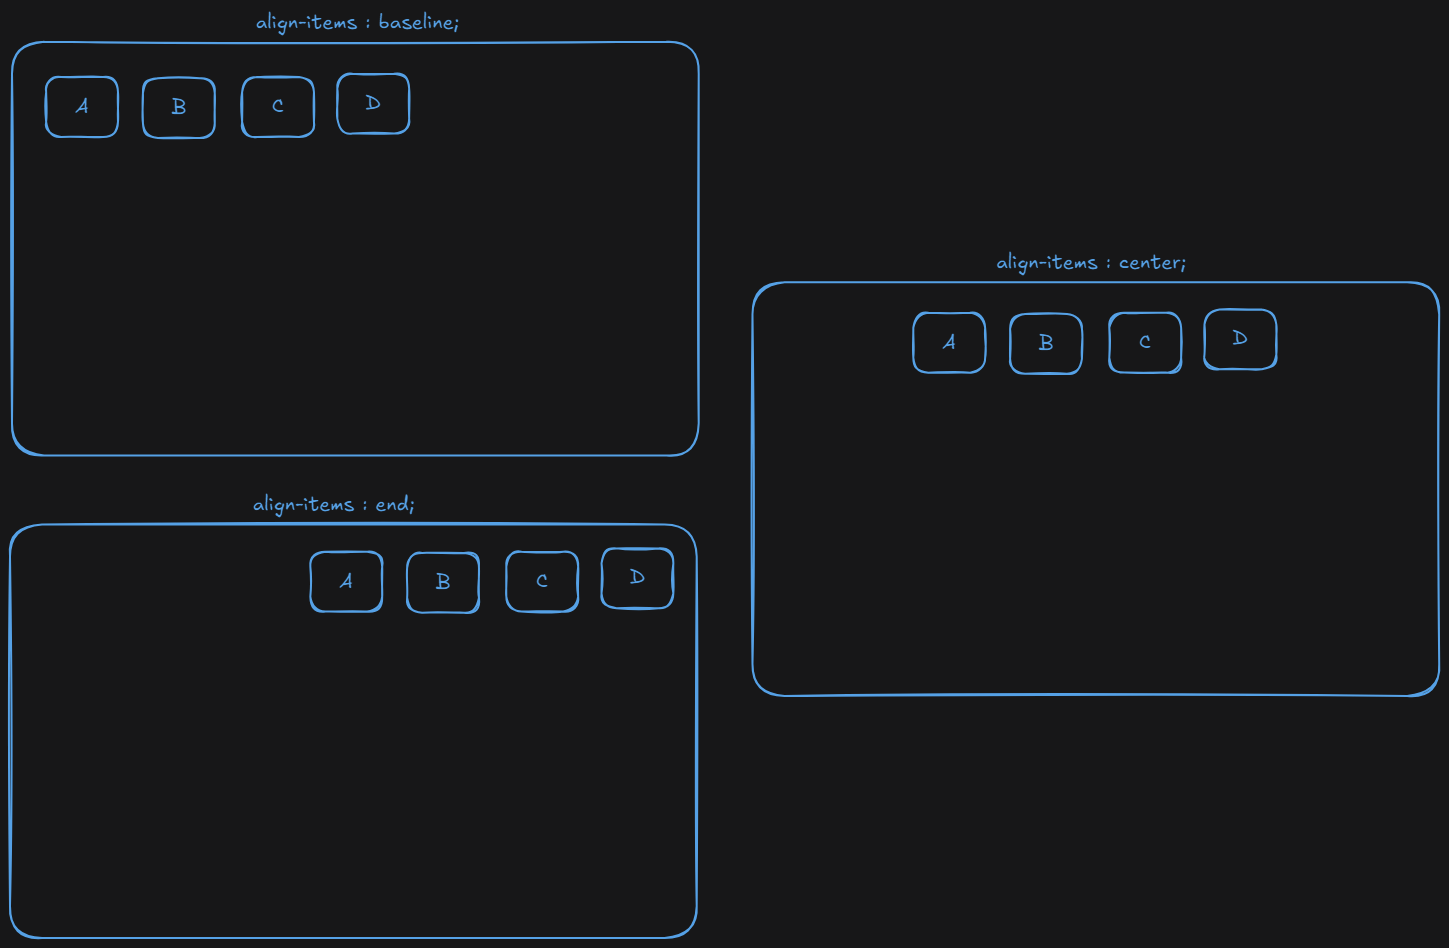 align-items : baseline;
A B C D
align-items : center;
A B C D
align-items : end;
A B C D